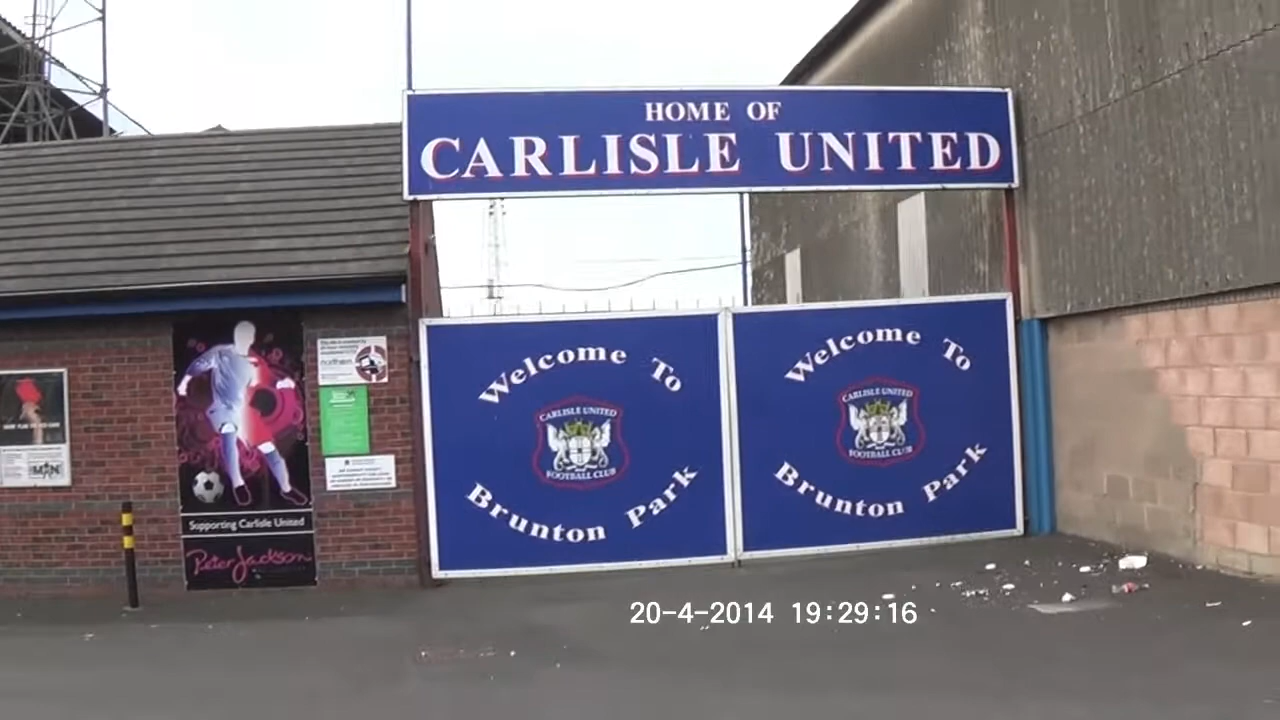 HOME OF
CARLISLE UNITED
Welcome To
CARLISLE UNITED
FOOTBALL CLUB
Brunton Park
Welcome To
CARLISLE UNITED
FOOTBALL CLUB
Brunton Park
northern
Supporting Carlisle United
Peter Jackson
20-4-2014 19:29:16